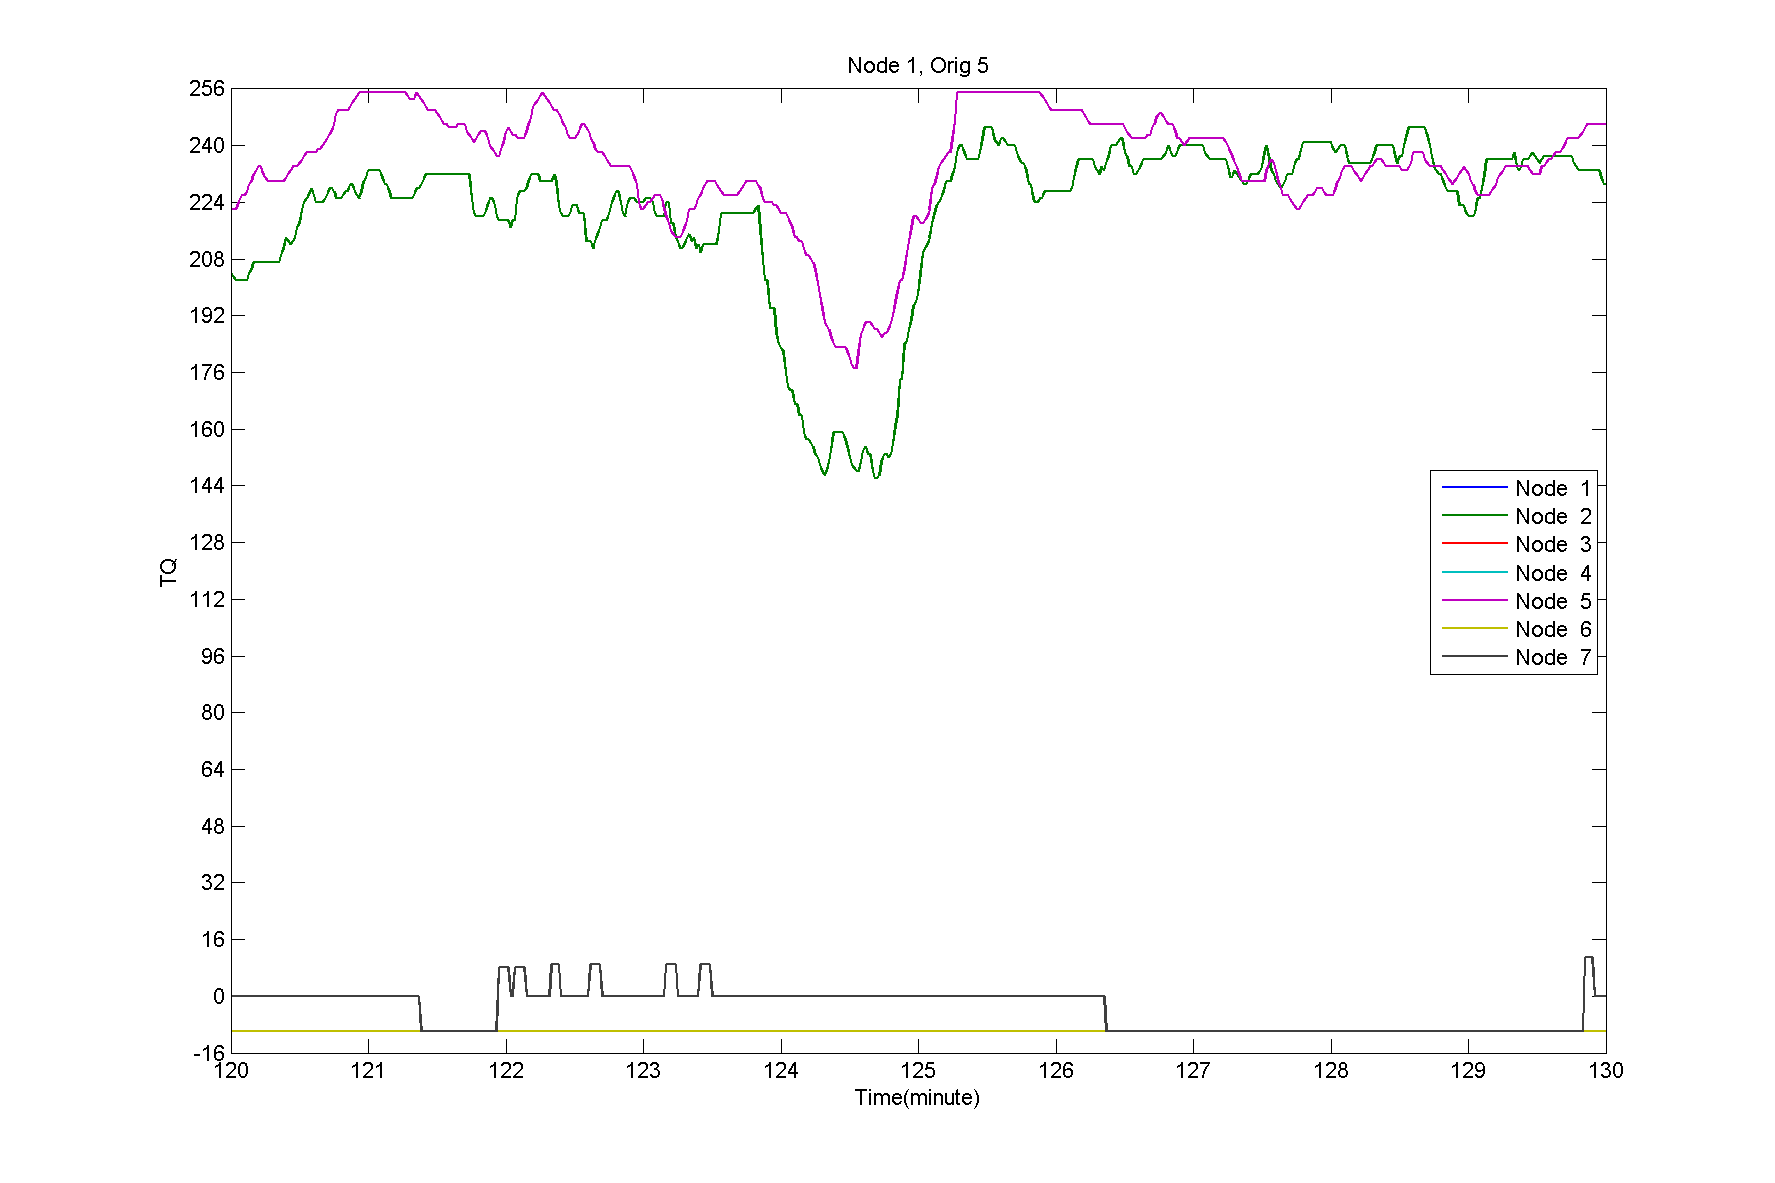 Node 1, Orig 5
256
240
224
208
192
176
160
144
128
112
96
80
64
48
32
16
0
-16
TQ
Node 1
Node 2
Node 3
Node 4
Node 5
Node 6
Node 7
120 121 122 123 124 125 126 127 128 129 130
Time(minute)